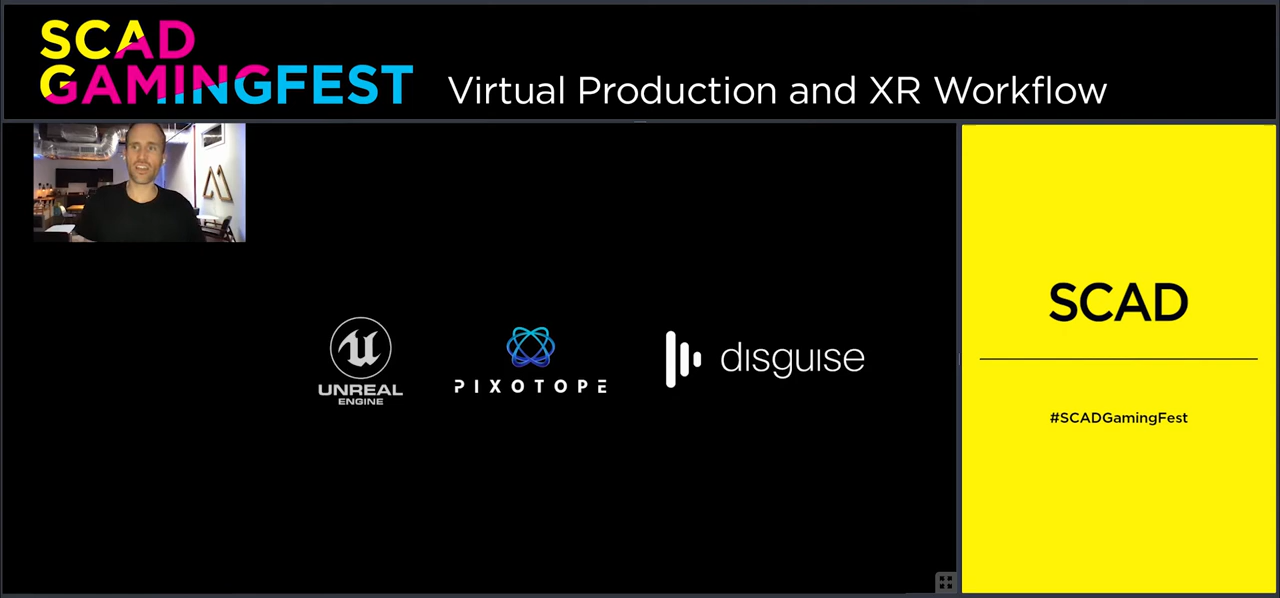 SCAD
GAMINGFEST
Virtual Production and XR Workflow
UNREAL
ENGINE
PIXOTOPE
disguise
SCAD
#SCADGamingFest